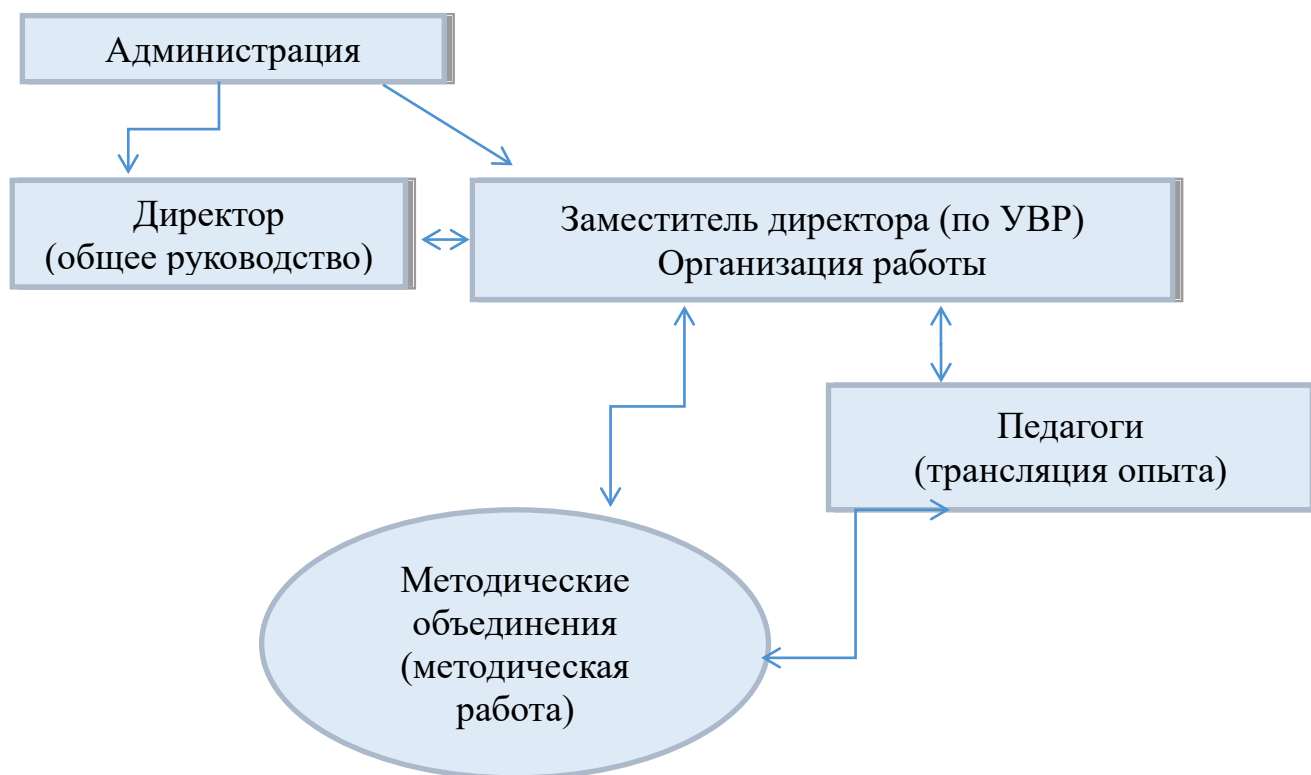 Администрация
Директор
(общее руководство)
Заместитель директора (по УВР)
Организация работы
Педагоги
(трансляция опыта)
Методические
объединения
(методическая
работа)